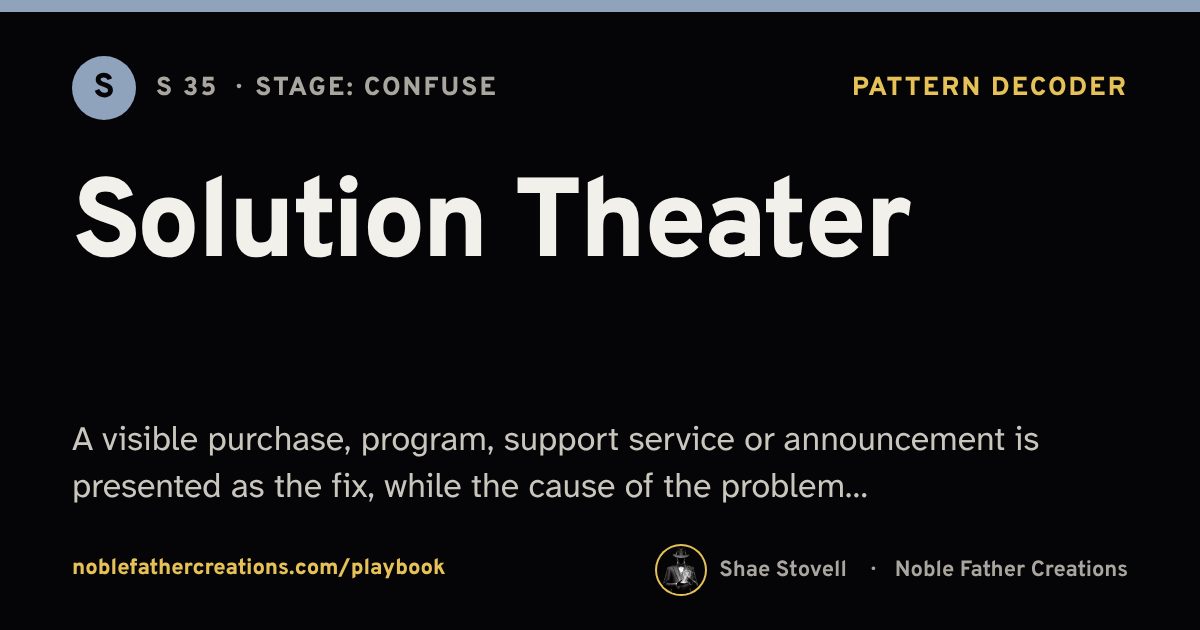 S
S 35 · STAGE: CONFUSE
PATTERN DECODER
Solution Theater
A visible purchase, program, support service or announcement is
presented as the fix, while the cause of the problem...
noblefathercreations.com/playbook
Shae Stovell · Noble Father Creations